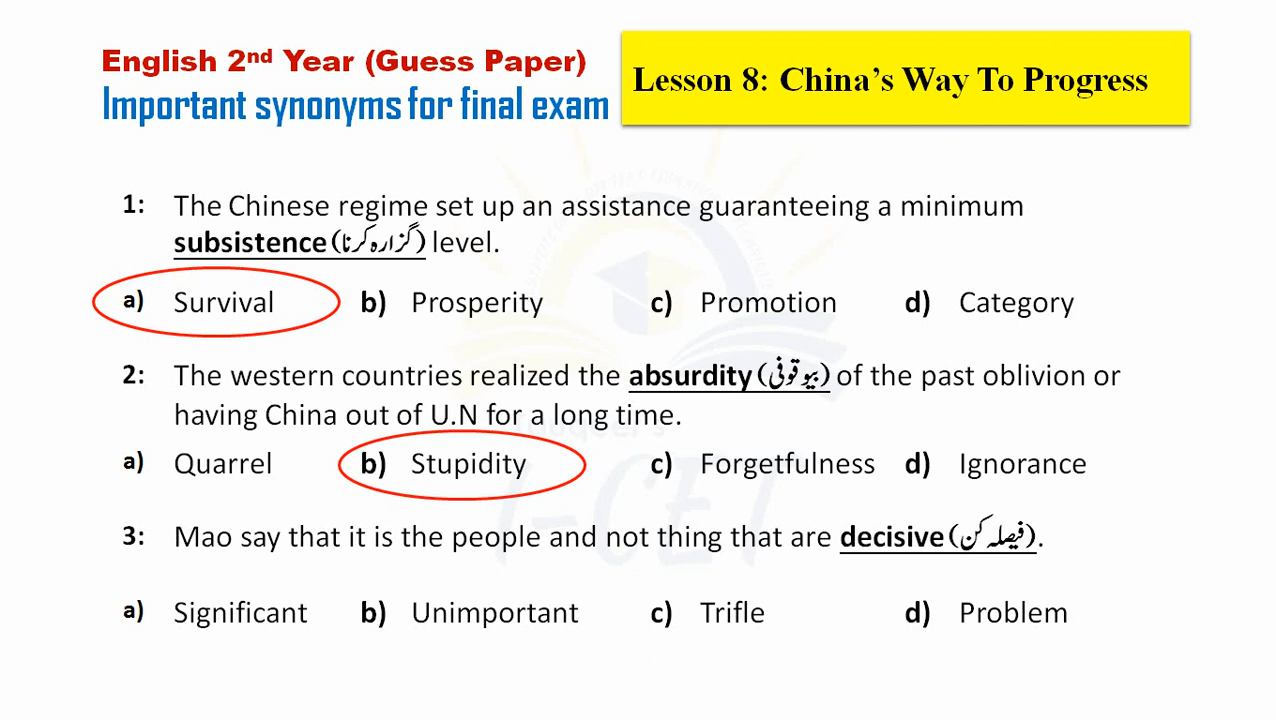 English 2nd Year (Guess Paper)
Important synonyms for final exam
Lesson 8: China's Way To Progress
1: The Chinese regime set up an assistance guaranteeing a minimum
subsistence (گزارہ کرنا) level.
a) Survival b) Prosperity c) Promotion d) Category
2: The western countries realized the absurdity (بیوقوفی) of the past oblivion or
having China out of U.N for a long time.
a) Quarrel b) Stupidity c) Forgetfulness d) Ignorance
3: Mao say that it is the people and not thing that are decisive (فیصلہ کن).
a) Significant b) Unimportant c) Trifle d) Problem